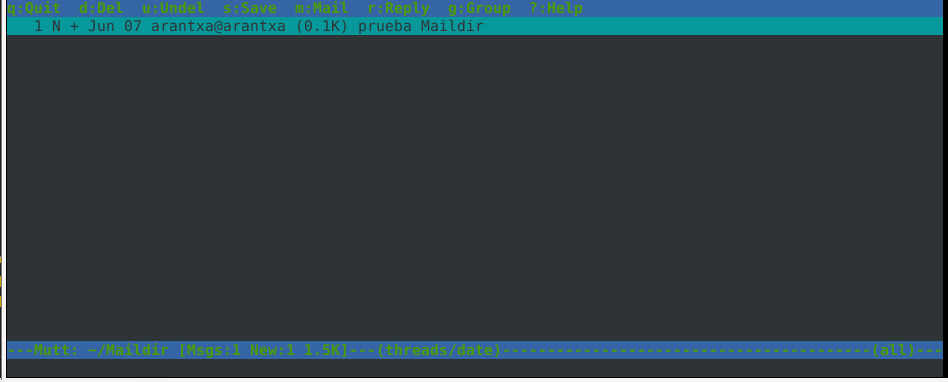 q:Quit  d:Del  u:Undel  s:Save  m:Mail  r:Reply  g:Group  ?:Help
   1 N + Jun 07 arantxa@arantxa (0.1K) prueba Maildir
---Mutt: ~/Maildir [Msgs:1 New:1 1.5K]---(threads/date)-----------------------------------------(all)---